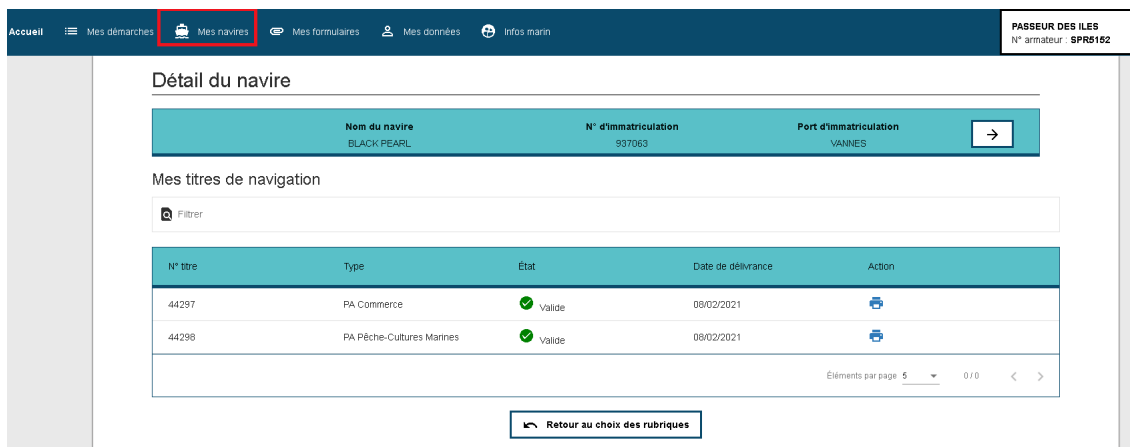 Accueil Mes démarches Mes navires Mes formulaires Mes données Infos marin
PASSEUR DES ILES
N° armateur : SPR5152
Détail du navire
Nom du navire N° d'immatriculation Port d'immatriculation
BLACK PEARL 937063 VANNES
Mes titres de navigation
Filtrer
N° titre Type État Date de délivrance Action
44297 PA Commerce Valide 08/02/2021
44298 PA Pêche-Cultures Marines Valide 08/02/2021
Éléments par page 5 0 / 0
Retour au choix des rubriques